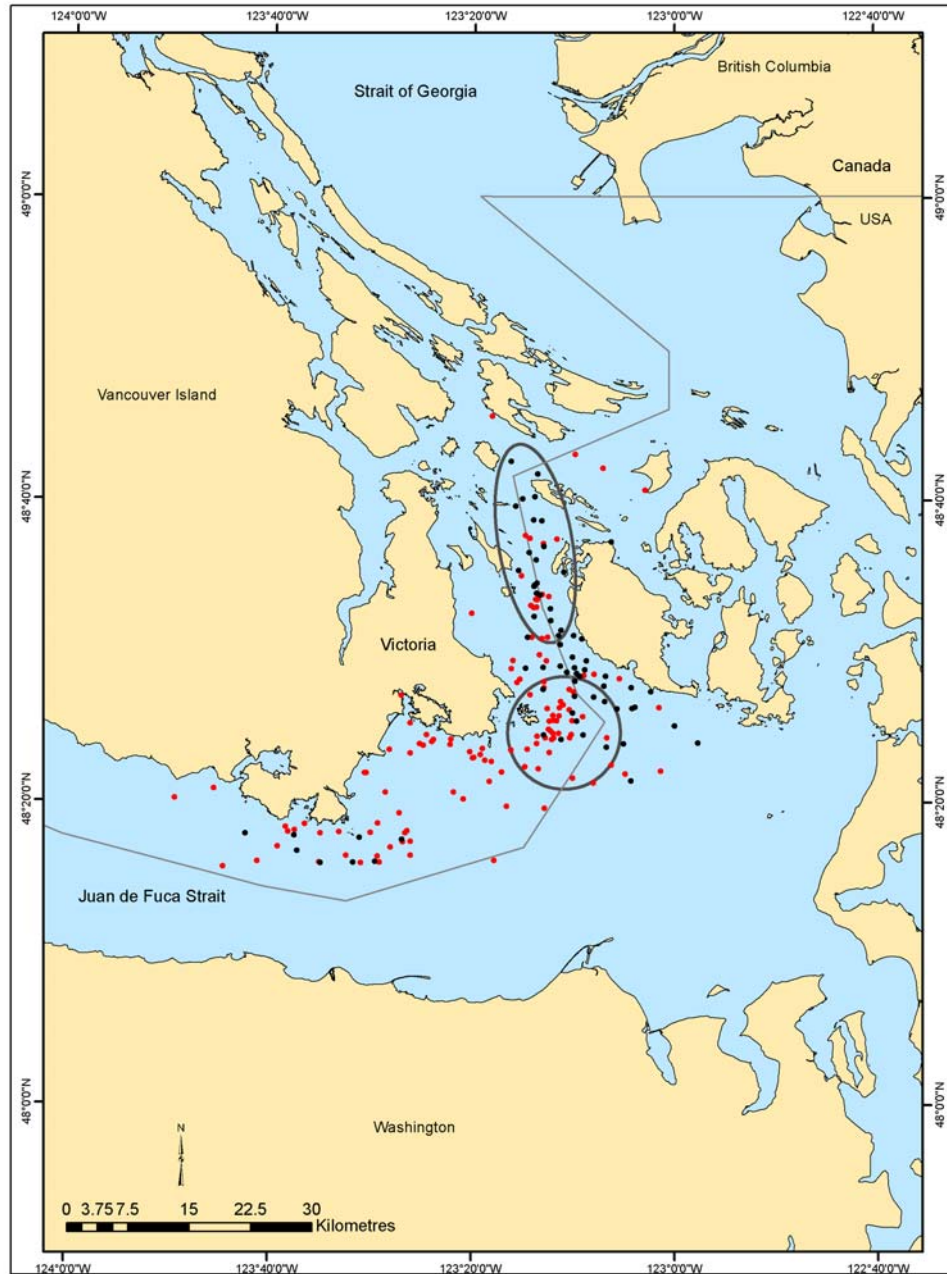 124°0'0"W 123°40'0"W 123°20'0"W 123°0'0"W 122°40'0"W
British Columbia
Strait of Georgia
Canada
49°0'0"N
49°0'0"N
USA
Vancouver Island
48°40'0"N
48°40'0"N
Victoria
48°20'0"N
48°20'0"N
Juan de Fuca Strait
48°0'0"N
48°0'0"N
Washington
N
0 3.75 7.5 15 22.5 30
Kilometres
124°0'0"W 123°40'0"W 123°20'0"W 123°0'0"W 122°40'0"W